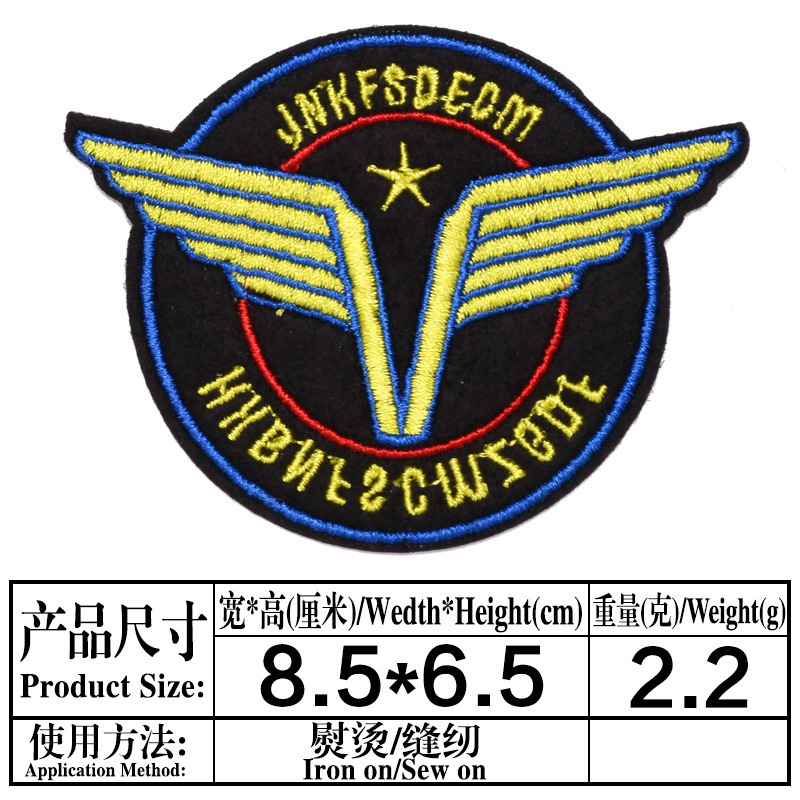 JNKFSDECM
产品尺寸
Product Size:
宽*高(厘米)/Wedth*Height(cm)
重量(克)/Weight(g)
8.5*6.5
2.2
使用方法:
Application Method:
熨烫/缝纫
Iron on/Sew on